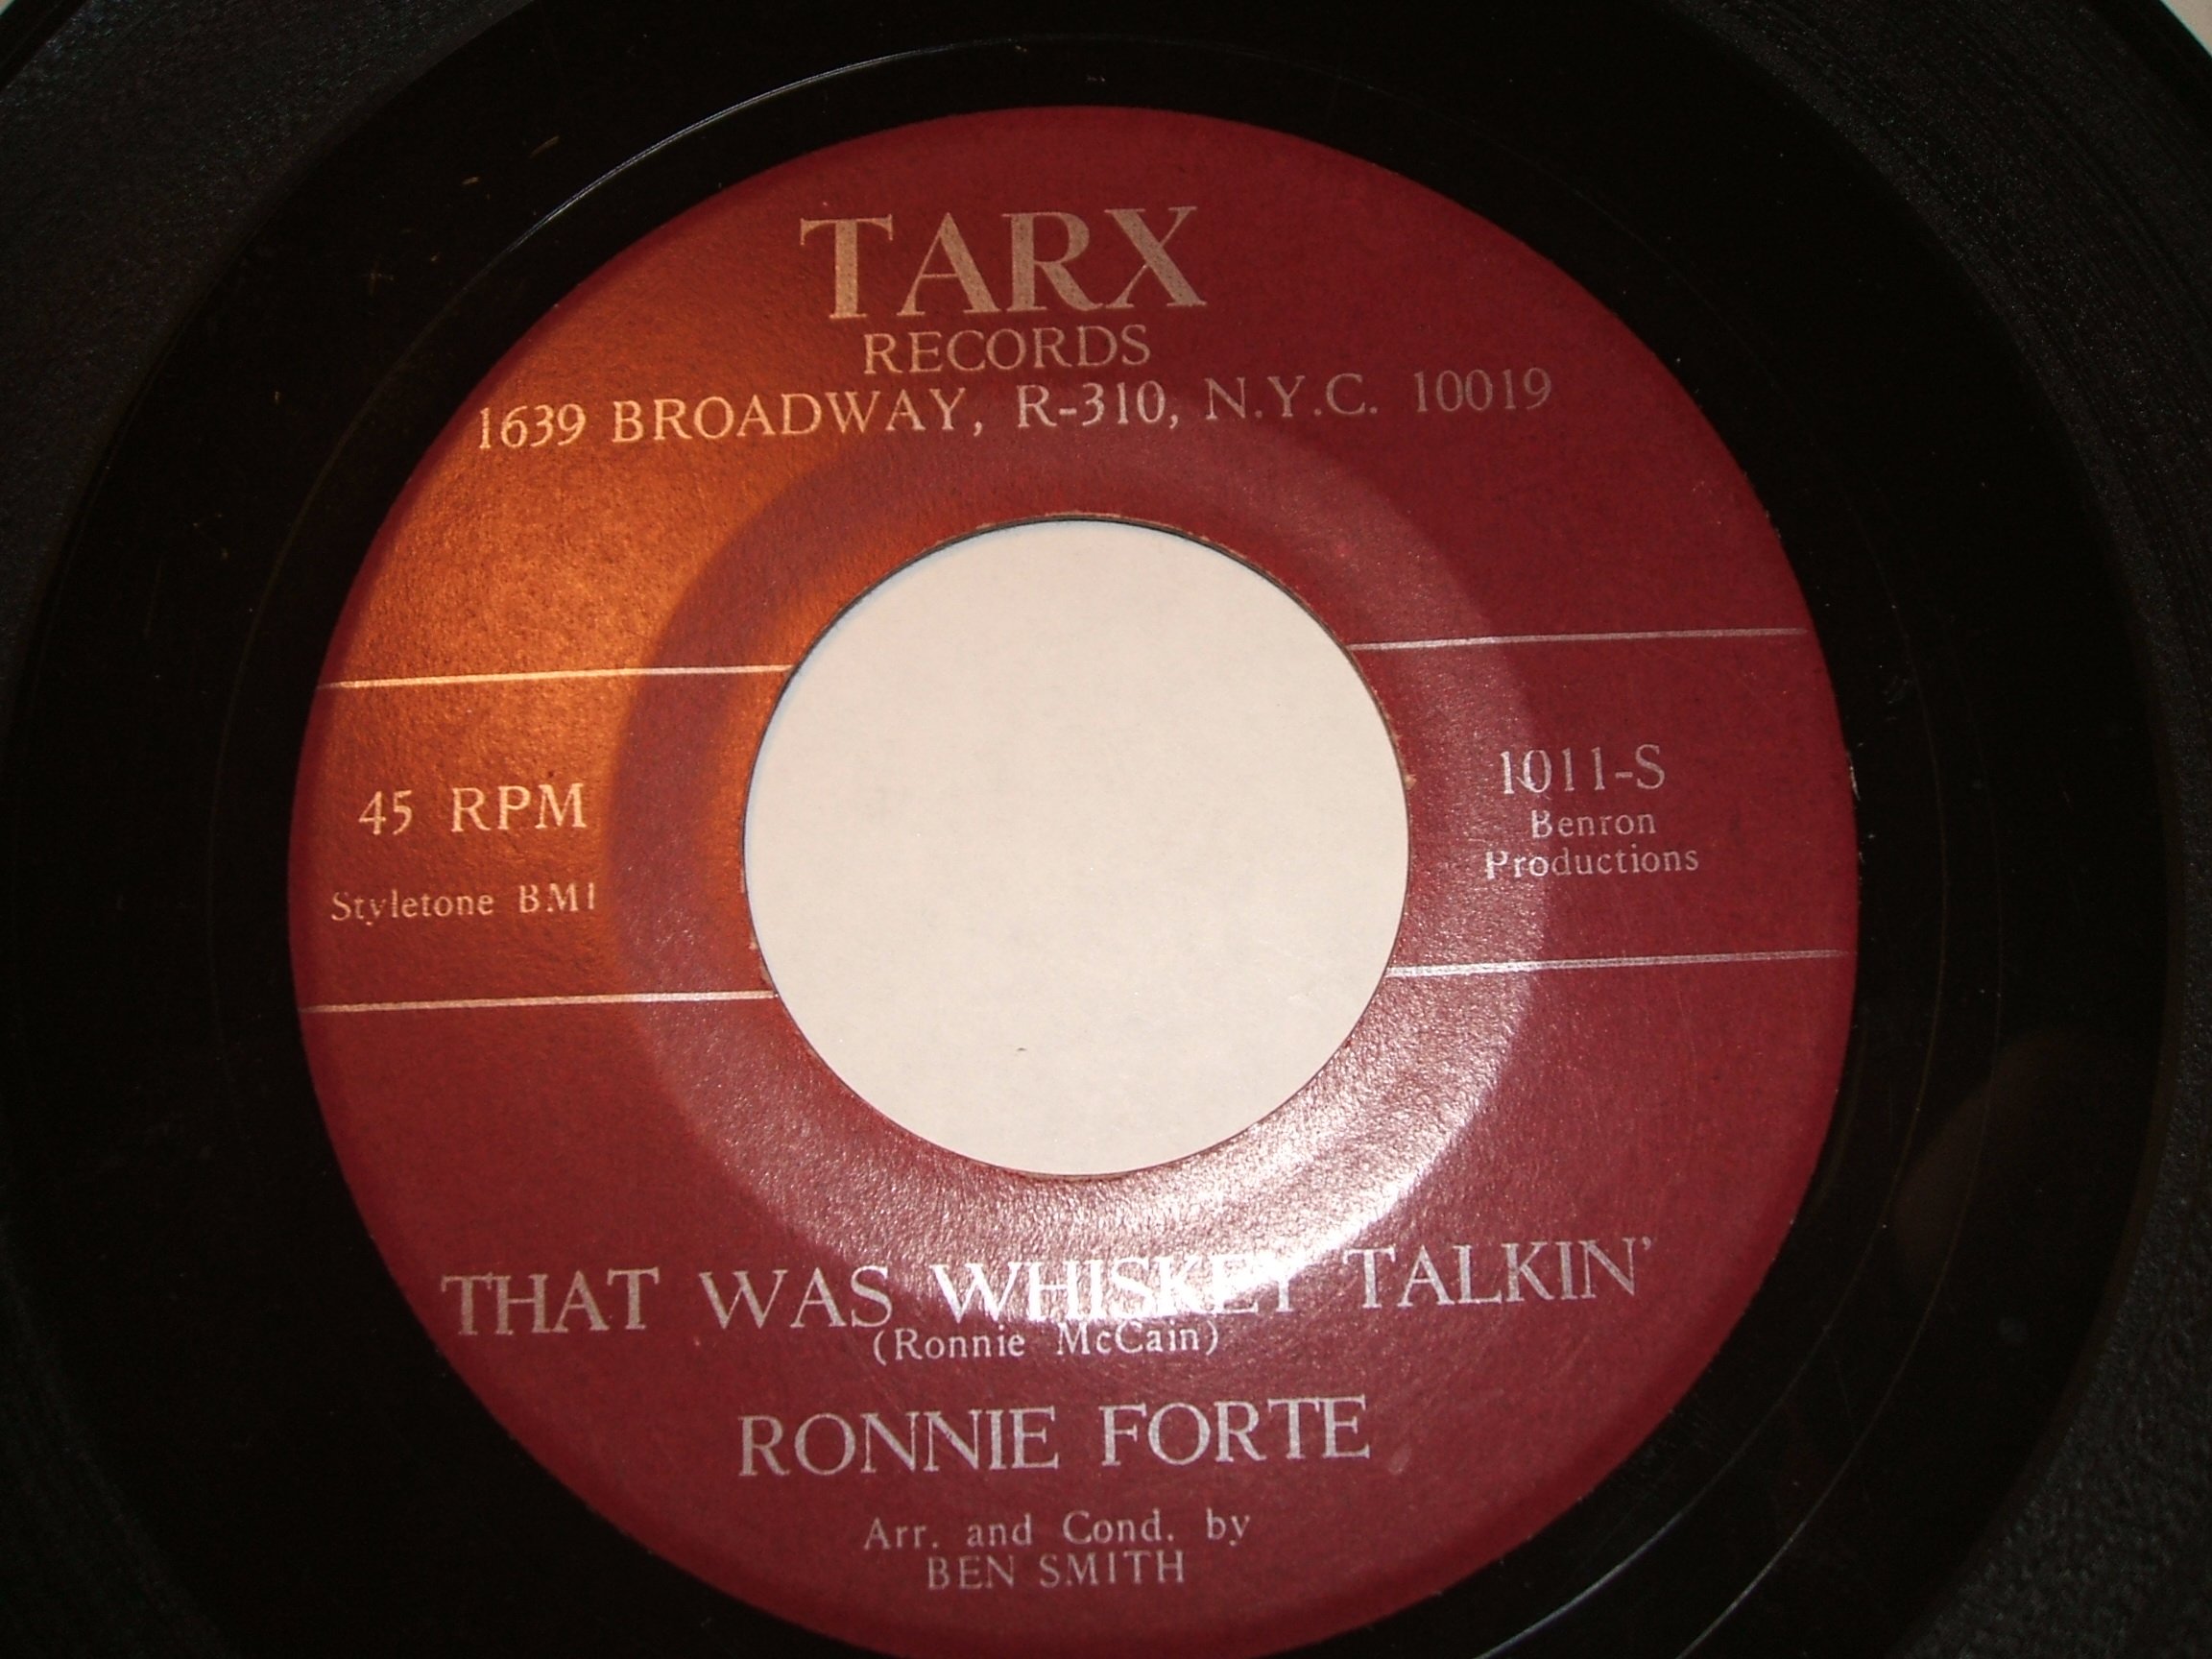 TARX
RECORDS
1639 BROADWAY, R-310, N.Y.C. 10019
45 RPM
Styletone BMI
1011-S
Benron
Productions
THAT WAS WHISKEY TALKIN'
(Ronnie McCain)
RONNIE FORTE
Arr. and Cond. by
BEN SMITH